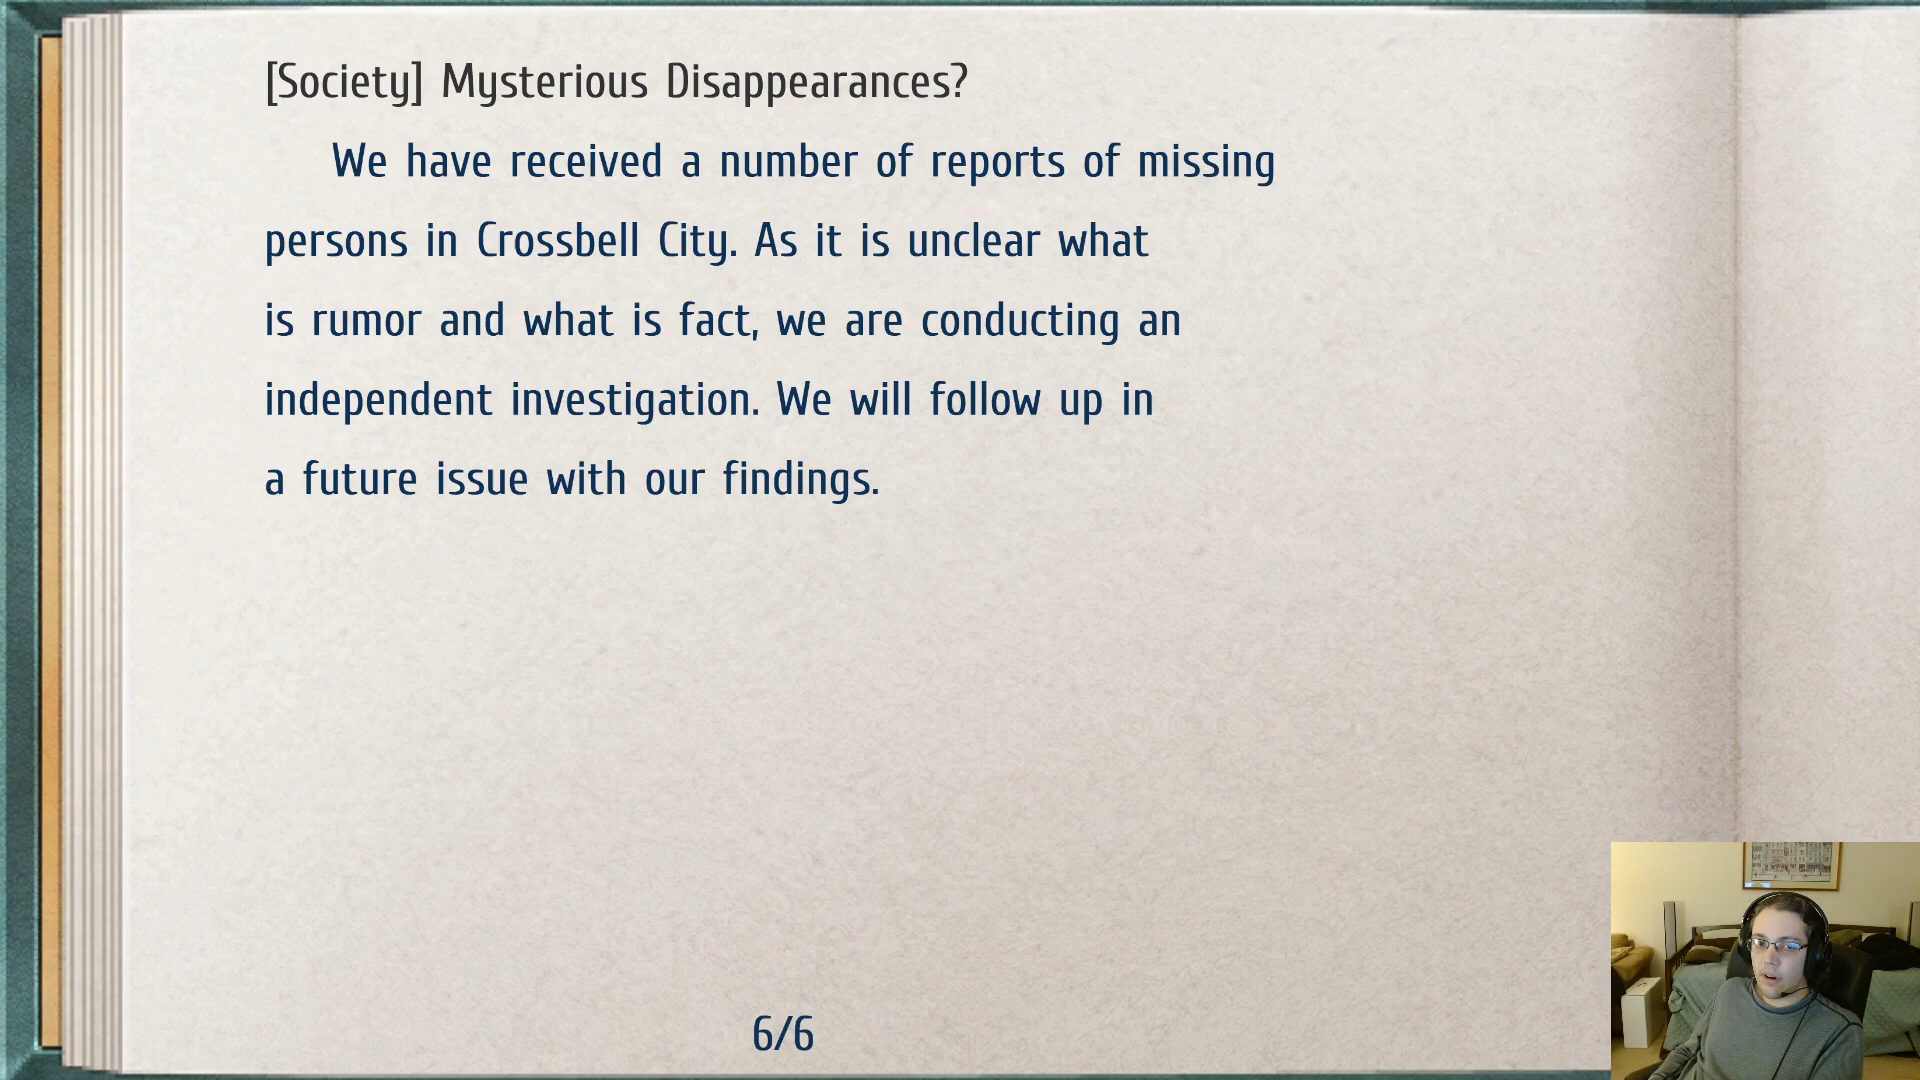 [Society] Mysterious Disappearances?
We have received a number of reports of missing
persons in Crossbell City. As it is unclear what
is rumor and what is fact, we are conducting an
independent investigation. We will follow up in
a future issue with our findings.
6/6